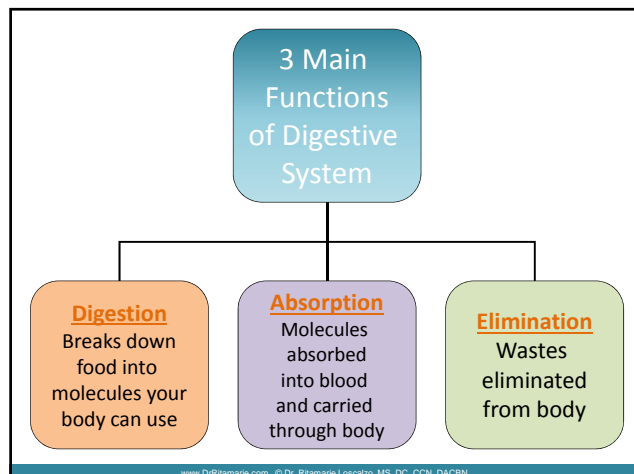 3 Main
Functions
of Digestive
System
Digestion
Breaks down
food into
molecules your
body can use
Absorption
Molecules
absorbed
into blood
and carried
through body
Elimination
Wastes
eliminated
from body
www.DrRitamarie.com © Dr. Ritamarie Loscalzo, MS, DC, CCN, DACBN